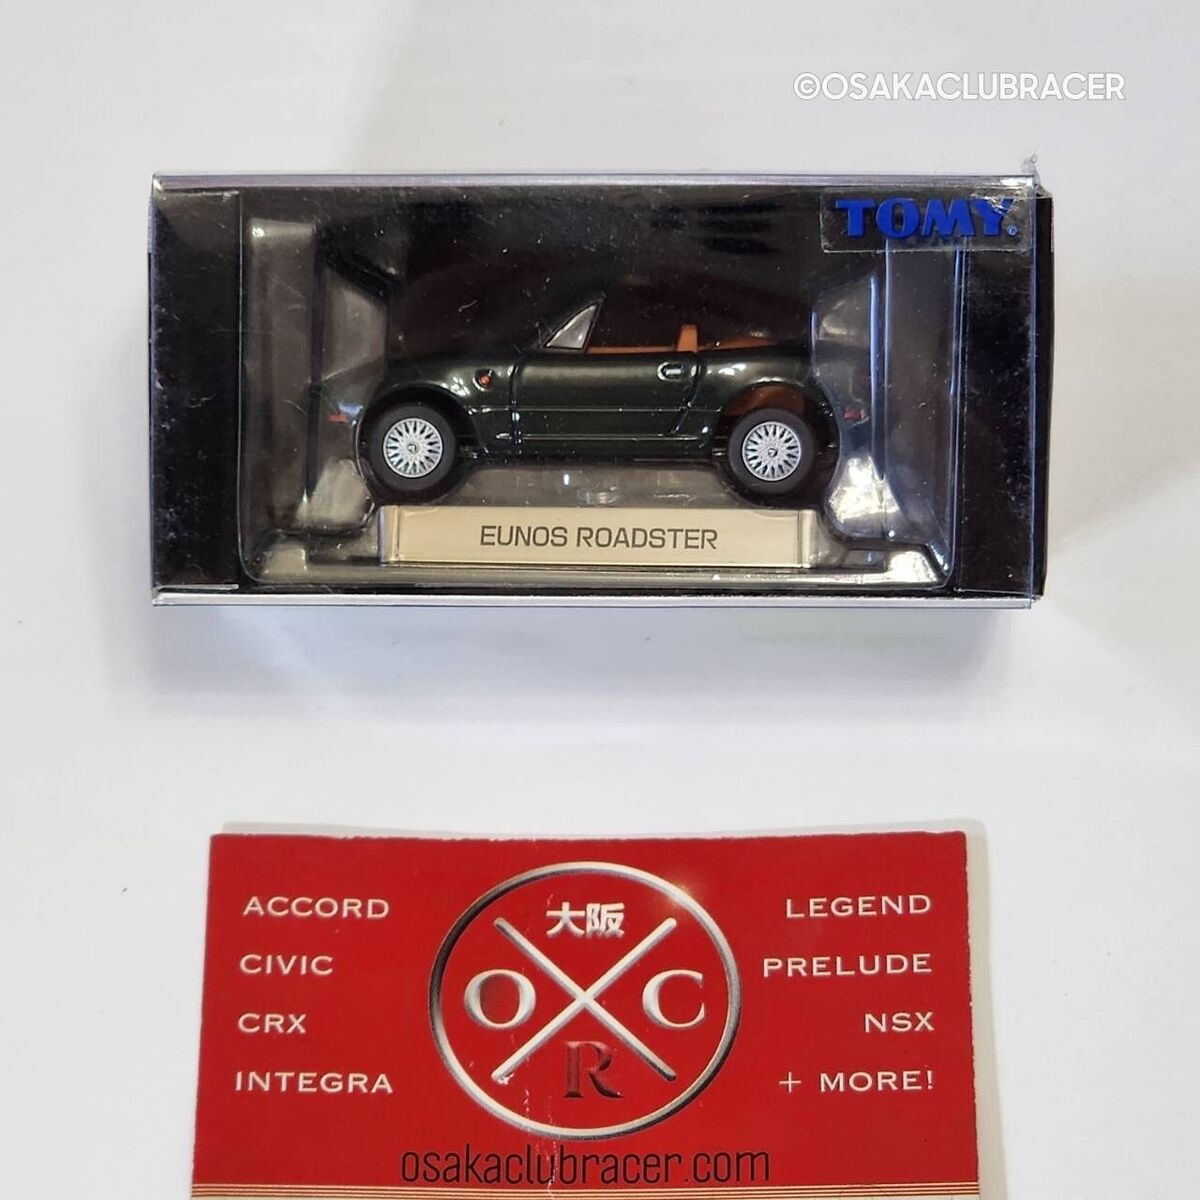 ©OSAKACLUBRACER
TOMY
EUNOS ROADSTER
ACCORD
CIVIC
CRX
INTEGRA
大阪
O C
R
LEGEND
PRELUDE
NSX
+ MORE!
osakaclubracer.com